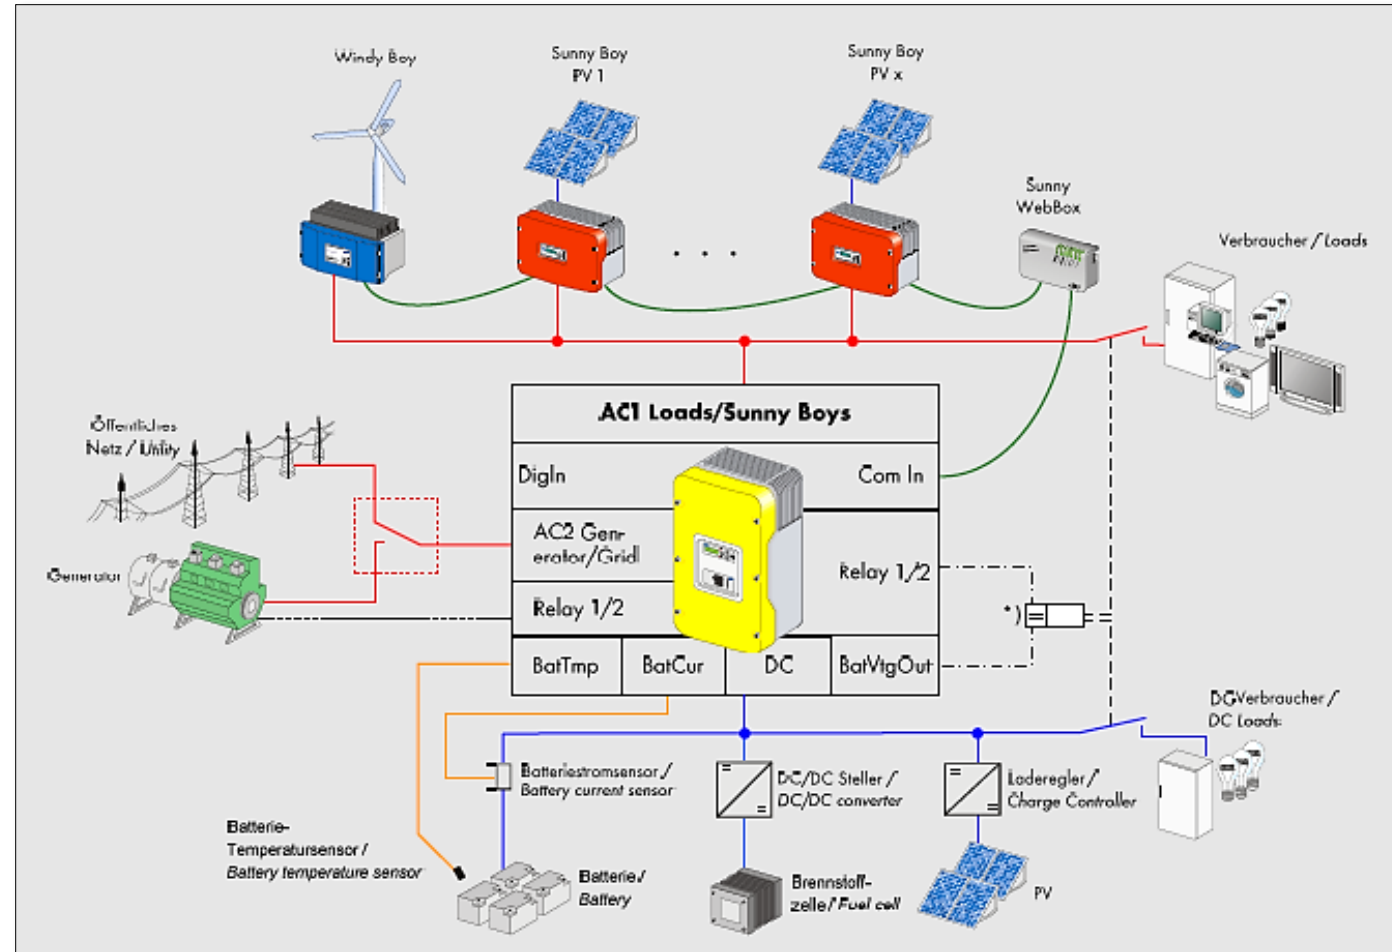 Windy Boy
Sunny Boy
PV 1
Sunny Boy
PV x
Sunny
WebBox
Verbraucher / Loads
. . .
AC1 Loads/Sunny Boys
Öffentliches
Netz / Utility
DigIn
Com In
AC2 Gen-
erator/Grid
Generator
Relay 1/2
Relay 1/2
*)
BatTmp
BatCur
DC
BatVtgOut
DC-Verbraucher /
DC Loads
Batteriestromsensor /
Battery current sensor
DC/DC Steller /
DC/DC converter
Laderegler /
Charge Controller
Batterie-
Temperatursensor /
Battery temperature sensor
Batterie /
Battery
Brennstoff-
zelle / Fuel cell
PV